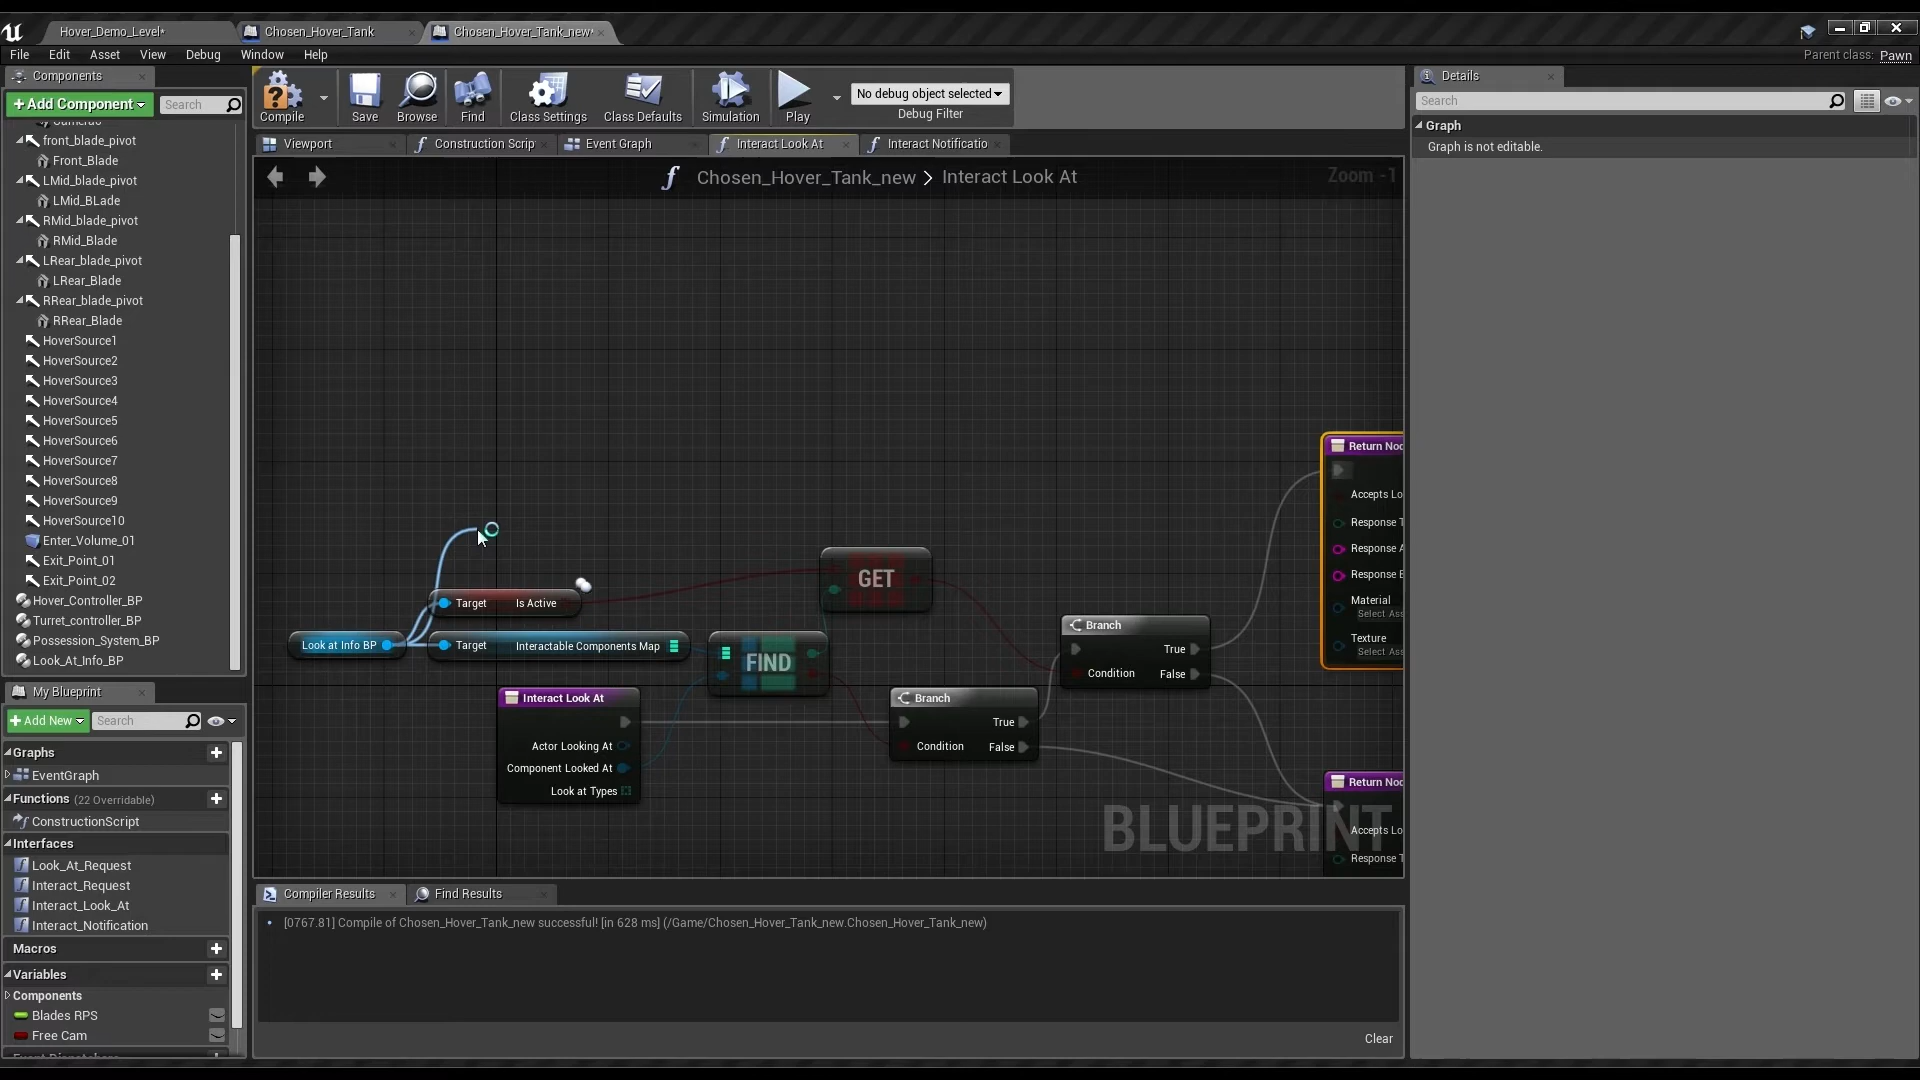 Hover_Demo_Level*
Chosen_Hover_Tank
Chosen_Hover_Tank_new*
File Edit Asset View Debug Window Help
Parent class: Pawn
Components
+Add Component
Search
front_blade_pivot
Front_Blade
LMid_blade_pivot
LMid_BLade
RMid_blade_pivot
RMid_Blade
LRear_blade_pivot
LRear_Blade
RRear_blade_pivot
RRear_Blade
HoverSource1
HoverSource2
HoverSource3
HoverSource4
HoverSource5
HoverSource6
HoverSource7
HoverSource8
HoverSource9
HoverSource10
Enter_Volume_01
Exit_Point_01
Exit_Point_02
Hover_Controller_BP
Turret_controller_BP
Possession_System_BP
Look_At_Info_BP
My Blueprint
+Add New
Search
Graphs
EventGraph
Functions (22 Overridable)
ConstructionScript
Interfaces
Look_At_Request
Interact_Request
Interact_Look_At
Interact_Notification
Macros
Variables
Components
Blades RPS
Free Cam
Compile
Save
Browse
Find
Class Settings
Class Defaults
Simulation
Play
No debug object selected
Debug Filter
Viewport
Construction Scrip
Event Graph
Interact Look At
Interact Notificatio
Chosen_Hover_Tank_new > Interact Look At
Zoom -1
Target Is Active
Look at Info BP
Target Interactable Components Map
FIND
GET
Interact Look At
Actor Looking At
Component Looked At
Look at Types
Branch
True
Condition False
Branch
True
Condition False
Return Noc
Accepts Lo
Response T
Response A
Response E
Material
Select Ass
Texture
Select Ass
Return Noc
Accepts Lo
Response T
BLUEPRINT
Compiler Results
Find Results
[0767.81] Compile of Chosen_Hover_Tank_new successful! [in 628 ms] (/Game/Chosen_Hover_Tank_new.Chosen_Hover_Tank_new)
Clear
Details
Search
Graph
Graph is not editable.